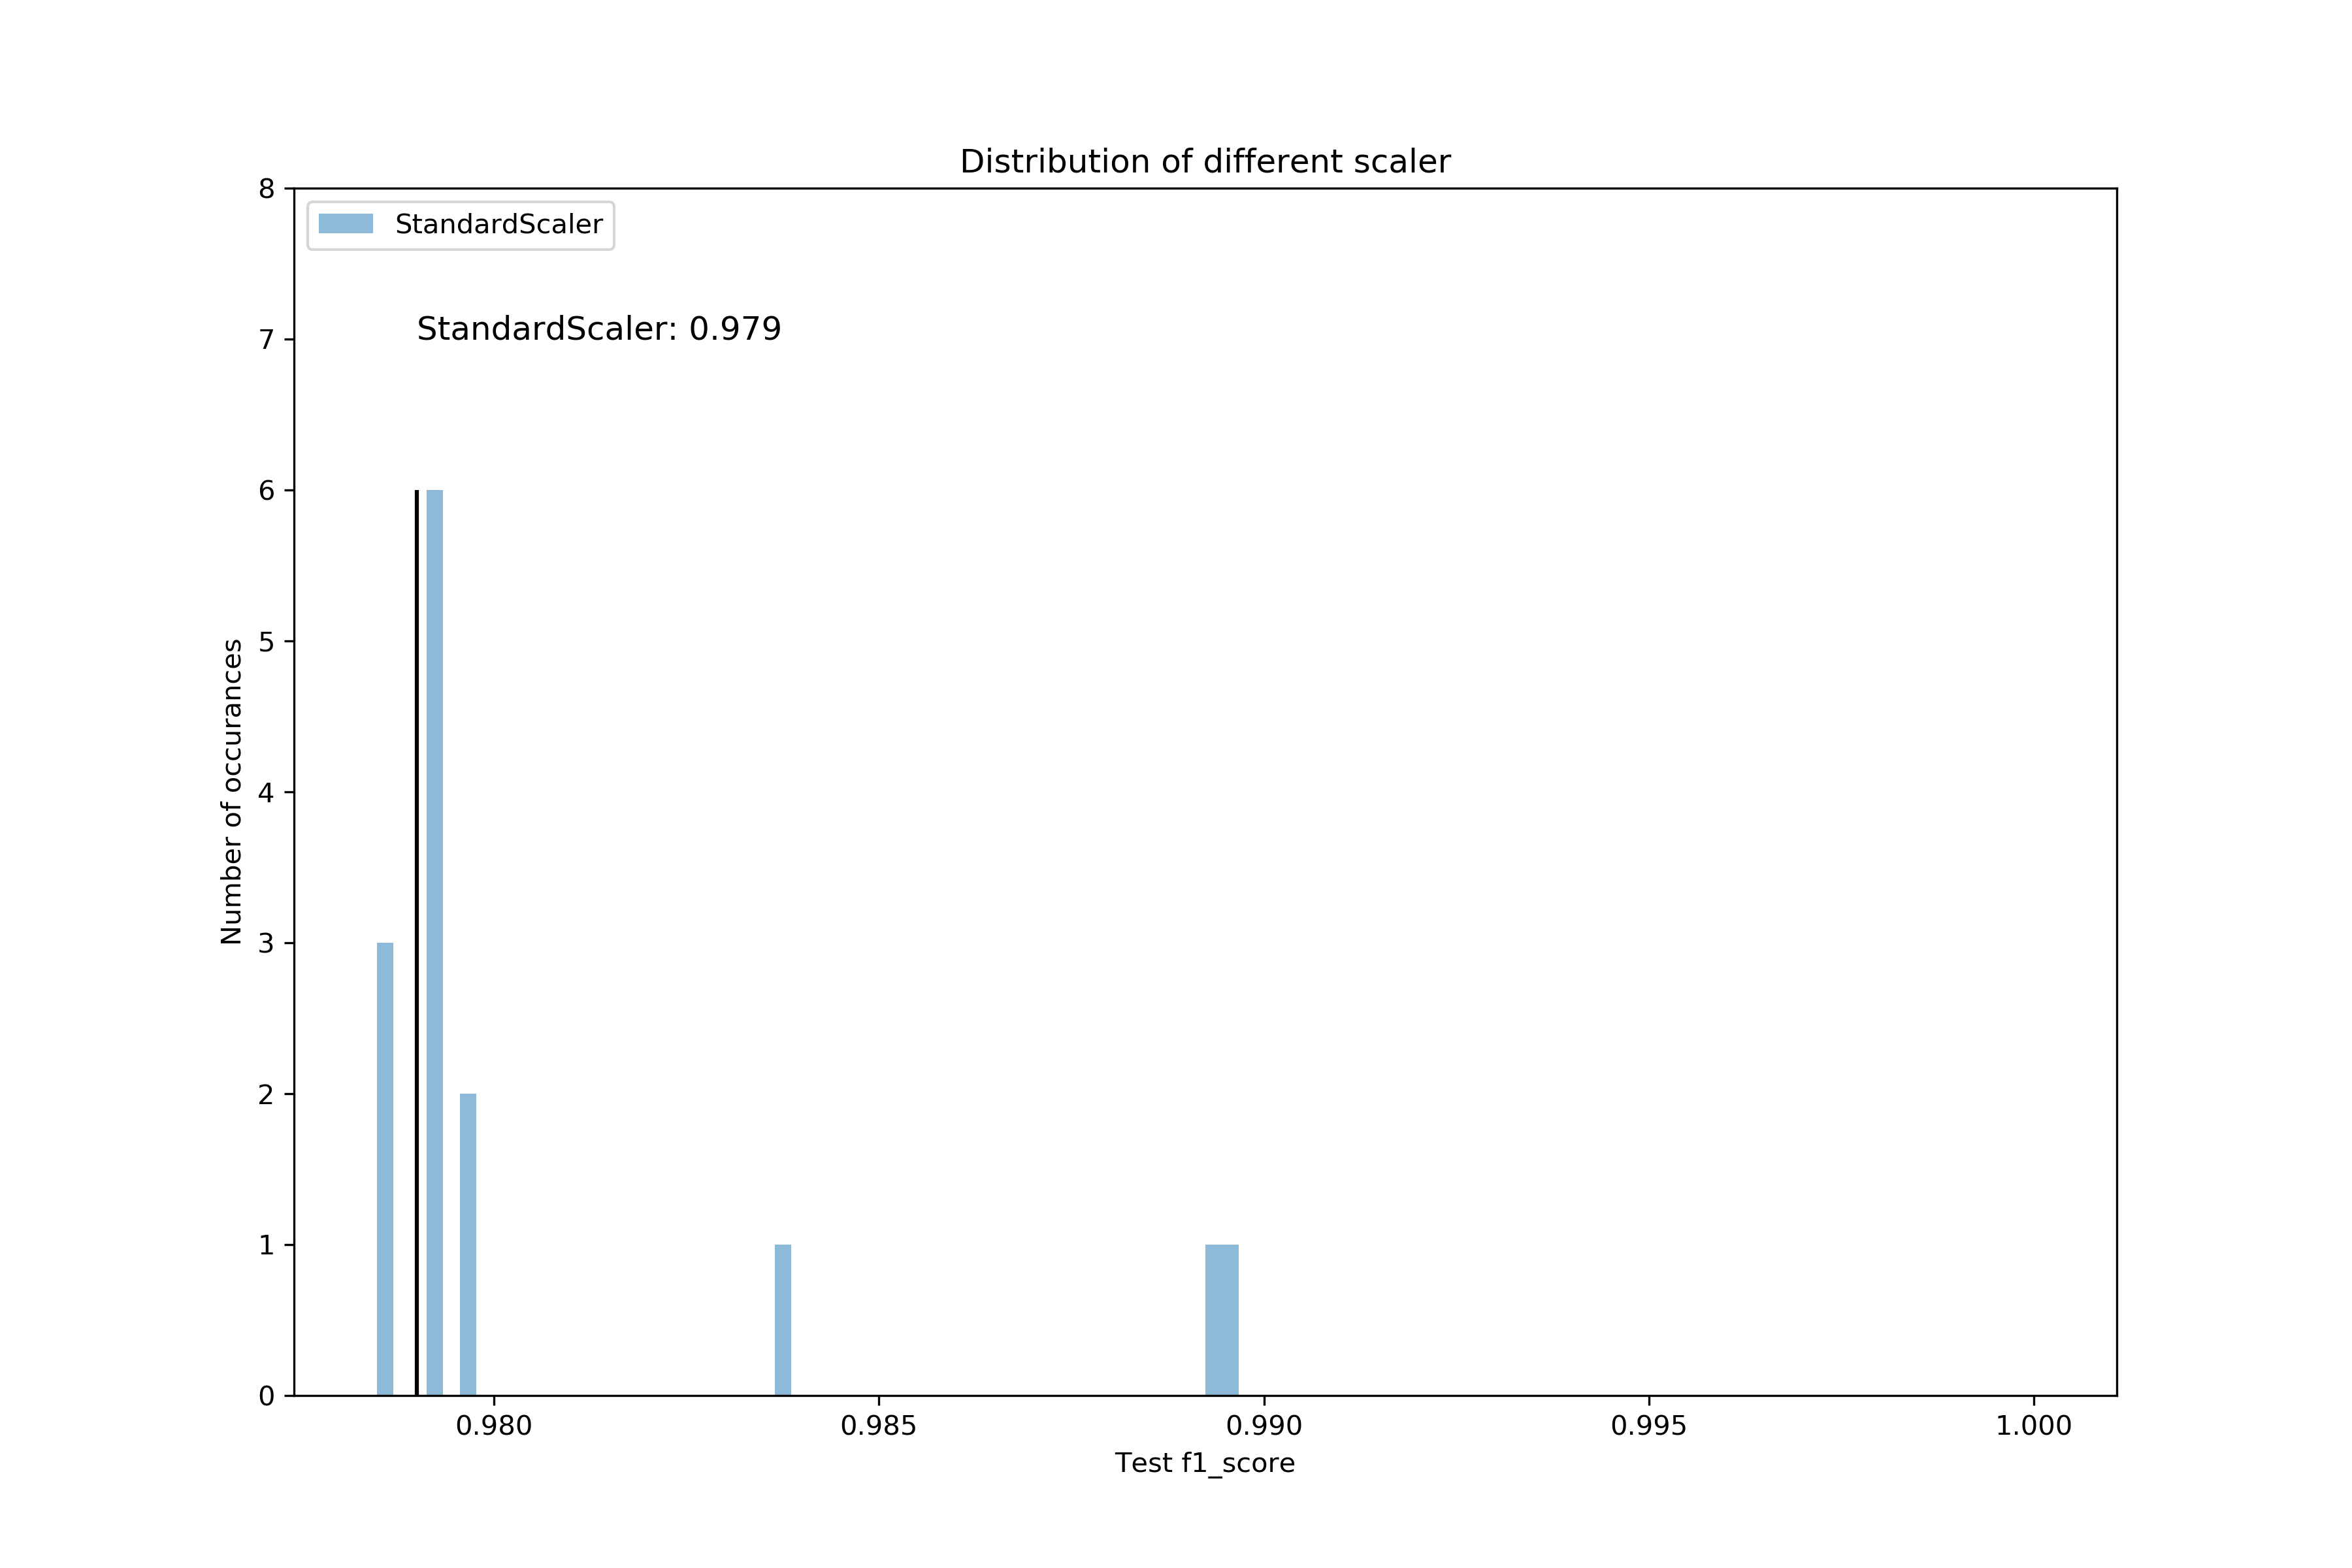 Distribution of different scaler
StandardScaler
StandardScaler: 0.979
8
7
6
5
4
3
2
1
0
Number of occurances
0.980 0.985 0.990 0.995 1.000
Test f1_score